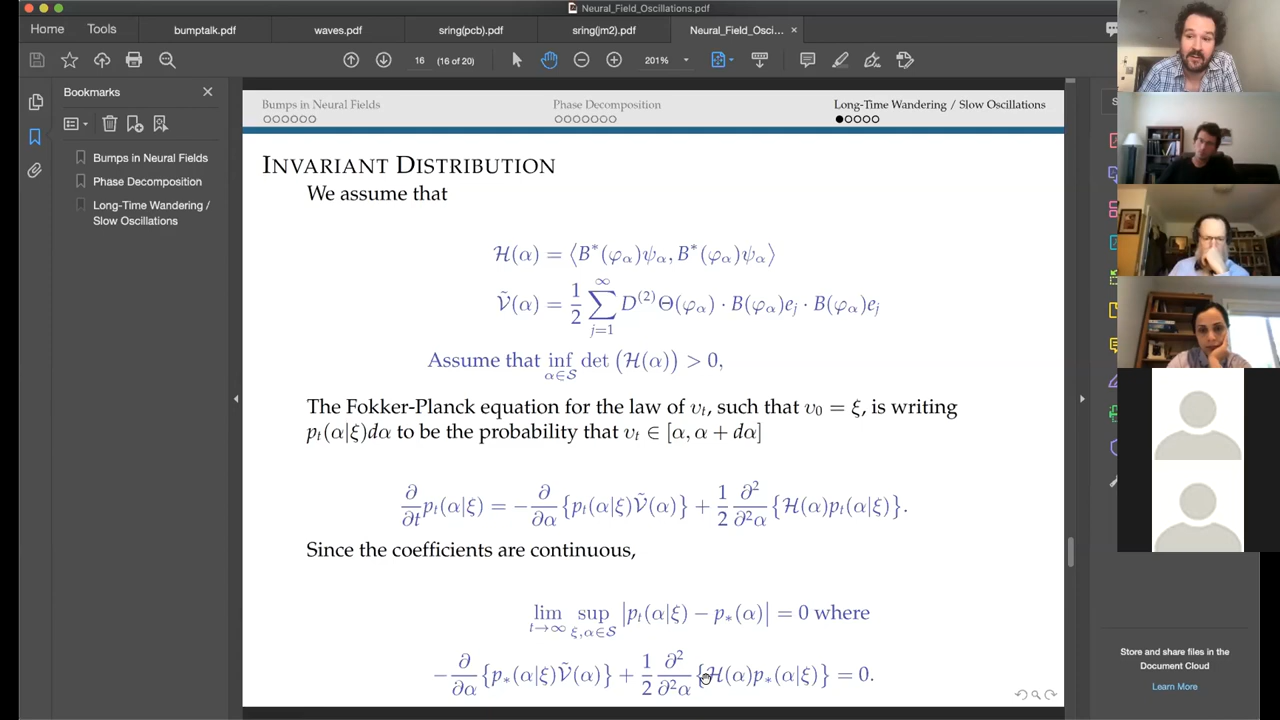 Neural_Field_Oscillations.pdf
Home Tools bumptalk.pdf waves.pdf sring(pcb).pdf sring(jm2).pdf Neural_Field_Osci... ×
16 (16 of 20) 201%
Bookmarks
Bumps in Neural Fields
Phase Decomposition
Long-Time Wandering /
Slow Oscillations
Bumps in Neural Fields Phase Decomposition Long-Time Wandering / Slow Oscillations
INVARIANT DISTRIBUTION
We assume that
ℋ(α) = ⟨B*(φ_α)ψ_α, B*(φ_α)ψ_α⟩
Ṽ(α) = 1/2 ∑_{j=1}^{∞} D^{(2)}Θ(φ_α) · B(φ_α)e_j · B(φ_α)e_j
Assume that inf_{α∈𝒮} det (ℋ(α)) > 0,
The Fokker-Planck equation for the law of v_t, such that v_0 = ξ, is writing
p_t(α|ξ)dα to be the probability that v_t ∈ [α, α + dα]
∂/∂t p_t(α|ξ) = −∂/∂α {p_t(α|ξ)Ṽ(α)} + 1/2 ∂²/∂²α {ℋ(α)p_t(α|ξ)}.
Since the coefficients are continuous,
lim_{t→∞} sup_{ξ,α∈𝒮} |p_t(α|ξ) − p_*(α)| = 0 where
−∂/∂α {p_*(α|ξ)Ṽ(α)} + 1/2 ∂²/∂²α {ℋ(α)p_*(α|ξ)} = 0.
Store and share files in the
Document Cloud
Learn More